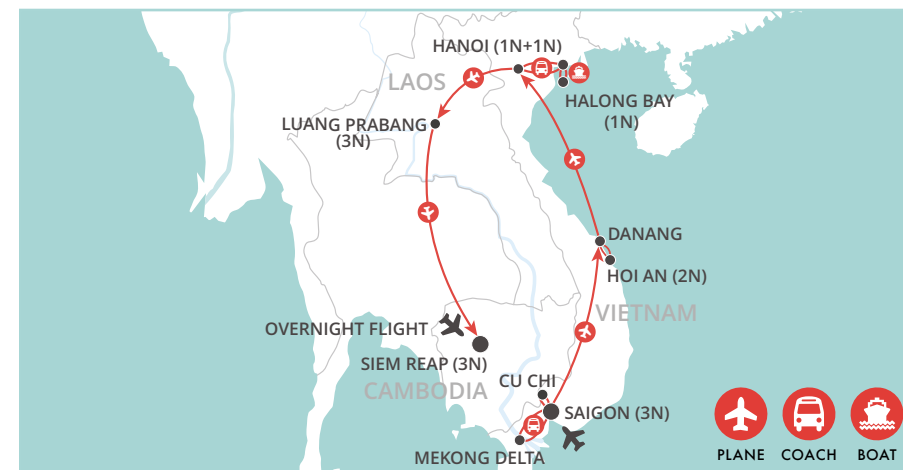 HANOI (1N+1N)
LAOS
HALONG BAY
(1N)
LUANG PRABANG
(3N)
DANANG
HOI AN (2N)
VIETNAM
OVERNIGHT FLIGHT
SIEM REAP (3N)
CAMBODIA
CU CHI
SAIGON (3N)
MEKONG DELTA
PLANE COACH BOAT